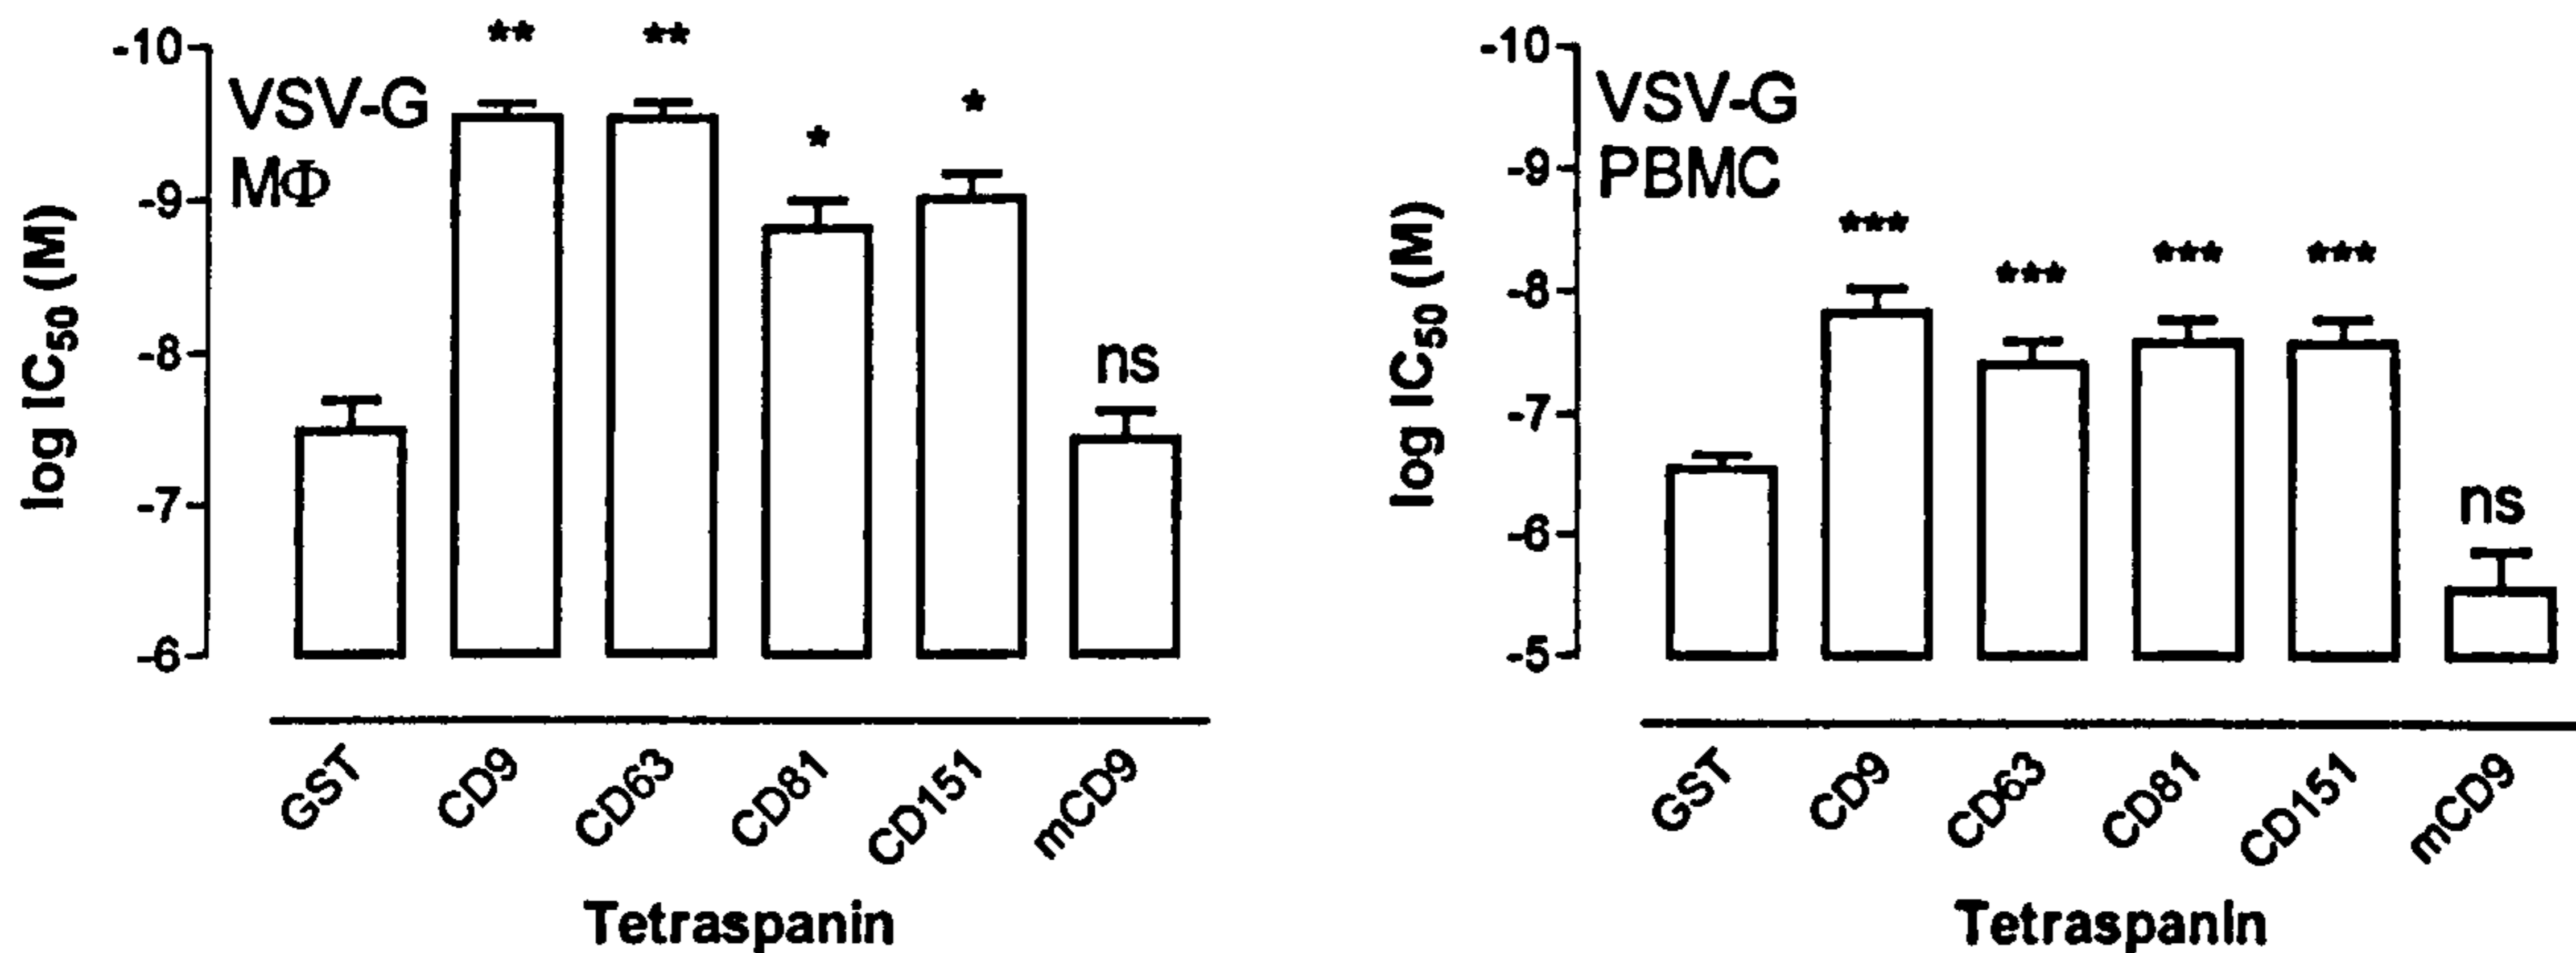 -10
-9
-8
-7
-6
log IC50 (M)
VSV-G
MΦ
**
**
*
*
ns
GST
CD9
CD63
CD81
CD151
mCD9
Tetraspanin
-10
-9
-8
-7
-6
-5
log IC50 (M)
VSV-G
PBMC
***
***
***
***
ns
GST
CD9
CD63
CD81
CD151
mCD9
Tetraspanin